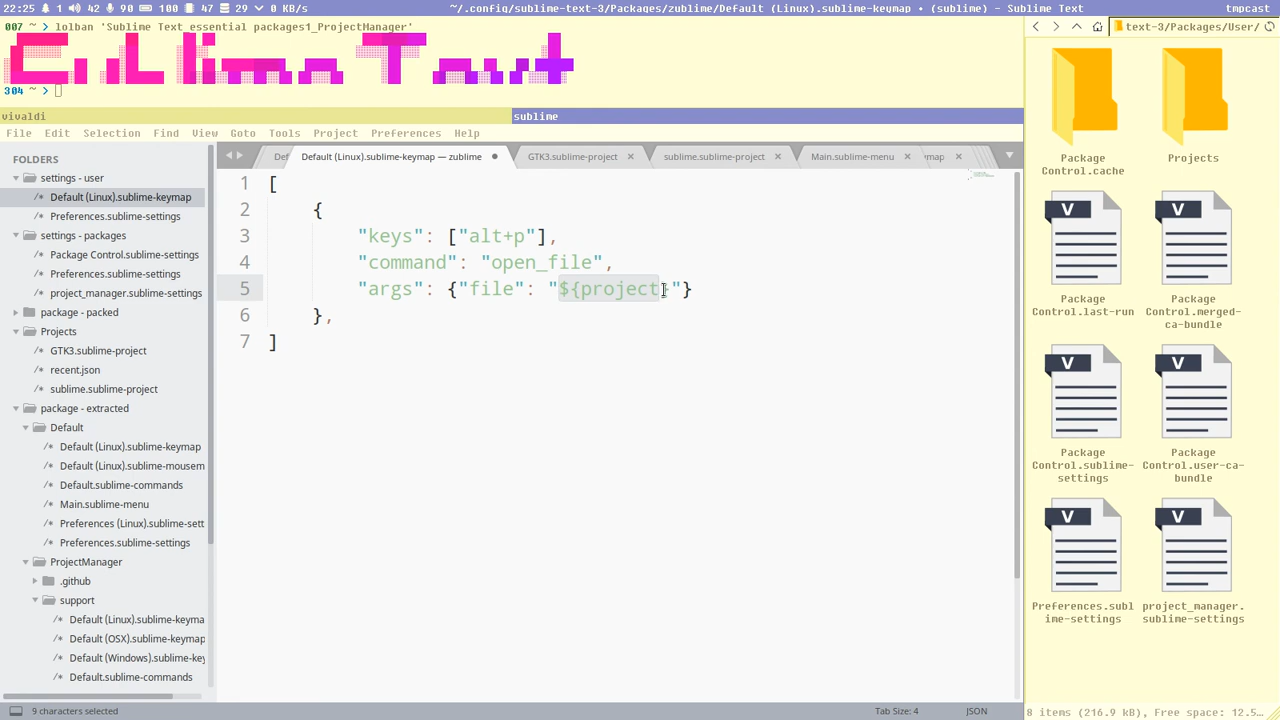 22:25 1 42 90 100 47 29 0 KB/s
~/.config/sublime-text-3/Packages/zublime/Default (Linux).sublime-keymap • (sublime) - Sublime Text
tmpcast
007 ~ > lolban 'Sublime Text essential packages1_ProjectManager'
304 ~ >
text-3/Packages/User/
vivaldi
sublime
File Edit Selection Find View Goto Tools Project Preferences Help
FOLDERS
settings - user
Default (Linux).sublime-keymap
Preferences.sublime-settings
settings - packages
Package Control.sublime-settings
Preferences.sublime-settings
project_manager.sublime-settings
package - packed
Projects
GTK3.sublime-project
recent.json
sublime.sublime-project
package - extracted
Default
Default (Linux).sublime-keymap
Default (Linux).sublime-mousem
Default.sublime-commands
Main.sublime-menu
Preferences (Linux).sublime-sett
Preferences.sublime-settings
ProjectManager
.github
support
Default (Linux).sublime-keyma
Default (OSX).sublime-keymap
Default (Windows).sublime-key
Default.sublime-commands
Def
Default (Linux).sublime-keymap — zublime
GTK3.sublime-project
sublime.sublime-project
Main.sublime-menu
map
1 [
2 {
3 "keys": ["alt+p"],
4 "command": "open_file",
5 "args": {"file": "${project}"}
6 },
7 ]
9 characters selected
Tab Size: 4
JSON
Package
Control.cache
Projects
Package
Control.last-run
Package
Control.merged-
ca-bundle
Package
Control.sublime-
settings
Package
Control.user-ca-
bundle
Preferences.subl
ime-settings
project_manager.
sublime-settings
8 items (216.9 kB), Free space: 12.5…